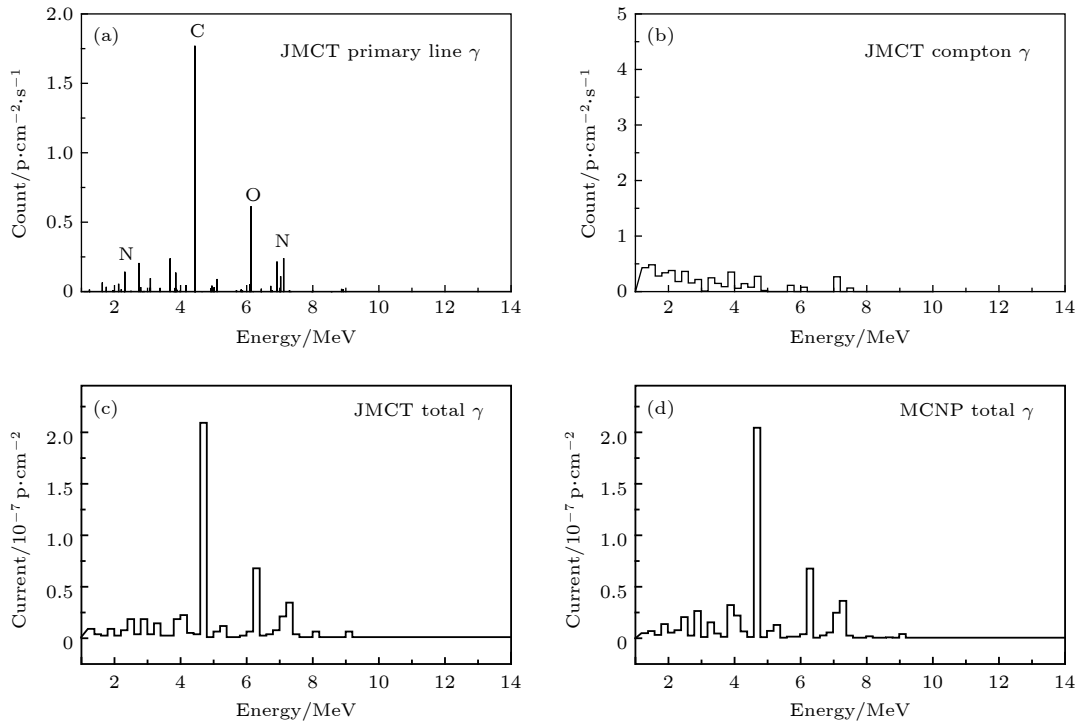 (a)
JMCT primary line γ
C
O
N
N
2.0
1.5
1.0
0.5
0
Count/p·cm−2·s−1
2 4 6 8 10 12 14
Energy/MeV
(b)
JMCT compton γ
5
4
3
2
1
0
Count/p·cm−2·s−1
2 4 6 8 10 12 14
Energy/MeV
(c)
JMCT total γ
2.0
1.5
1.0
0.5
0
Current/10−7 p·cm−2
2 4 6 8 10 12 14
Energy/MeV
(d)
MCNP total γ
2.0
1.5
1.0
0.5
0
Current/10−7 p·cm−2
2 4 6 8 10 12 14
Energy/MeV